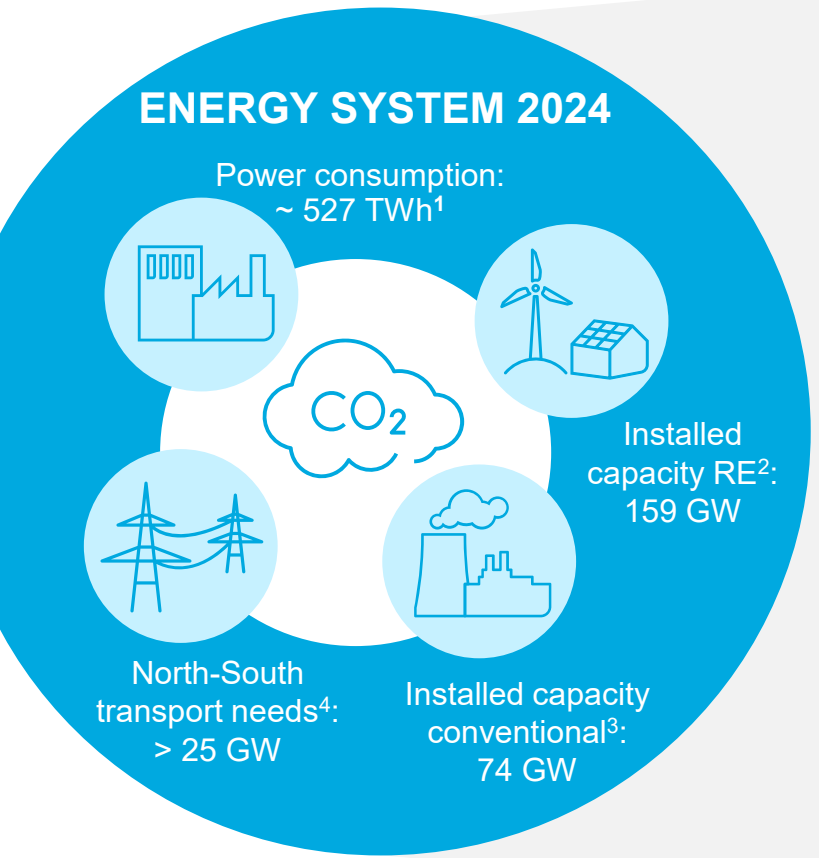 ENERGY SYSTEM 2024
Power consumption:
~ 527 TWh¹
CO₂
Installed
capacity RE²:
159 GW
North-South
transport needs⁴:
> 25 GW
Installed capacity
conventional³:
74 GW